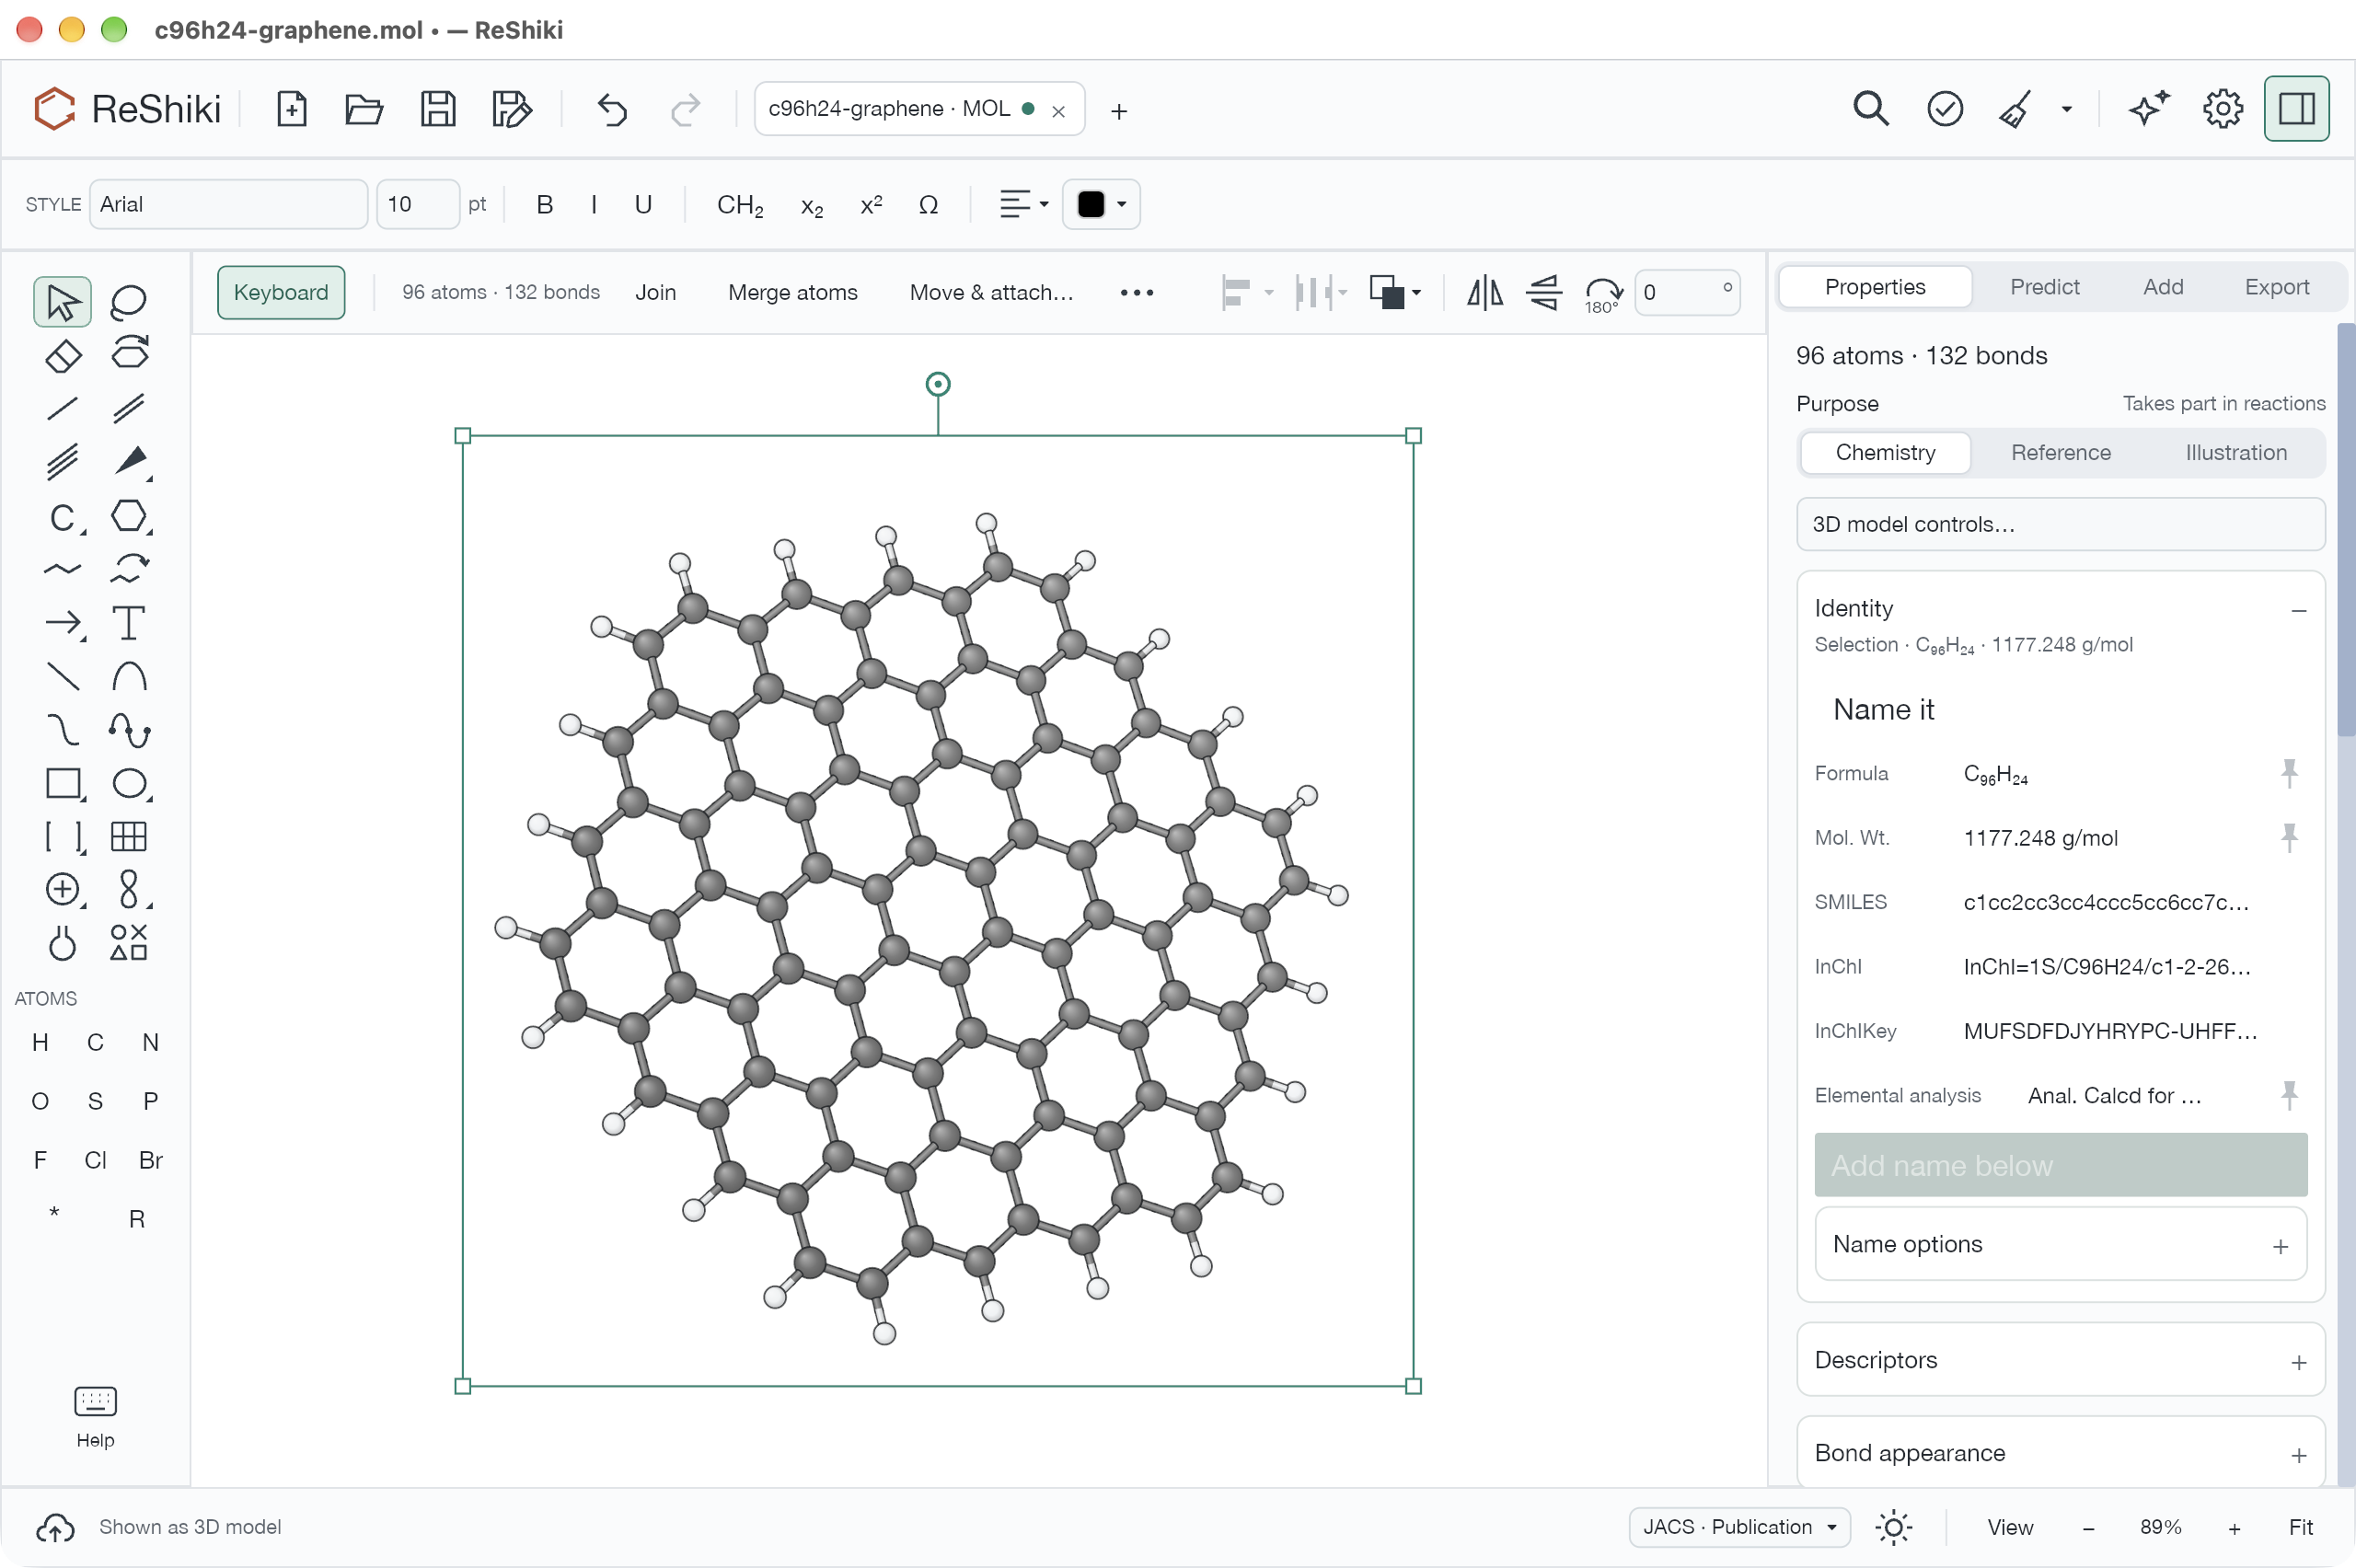 c96h24-graphene.mol • — ReShiki
ReShiki
c96h24-graphene · MOL
STYLE Arial 10 pt B I U CH₂ x₂ x² Ω
Keyboard 96 atoms · 132 bonds Join Merge atoms Move & attach… 180° 0 °
Properties Predict Add Export
96 atoms · 132 bonds
Purpose Takes part in reactions
Chemistry Reference Illustration
3D model controls…
Identity
Selection · C₉₆H₂₄ · 1177.248 g/mol
Name it
Formula C₉₆H₂₄
Mol. Wt. 1177.248 g/mol
SMILES c1cc2cc3cc4ccc5cc6cc7c…
InChI InChI=1S/C96H24/c1-2-26…
InChIKey MUFSDFDJYHRYPC-UHFF…
Elemental analysis Anal. Calcd for …
Add name below
Name options
Descriptors
Bond appearance
C
T
ATOMS
H C N
O S P
F Cl Br
* R
Help
Shown as 3D model
JACS · Publication
View – 89% + Fit